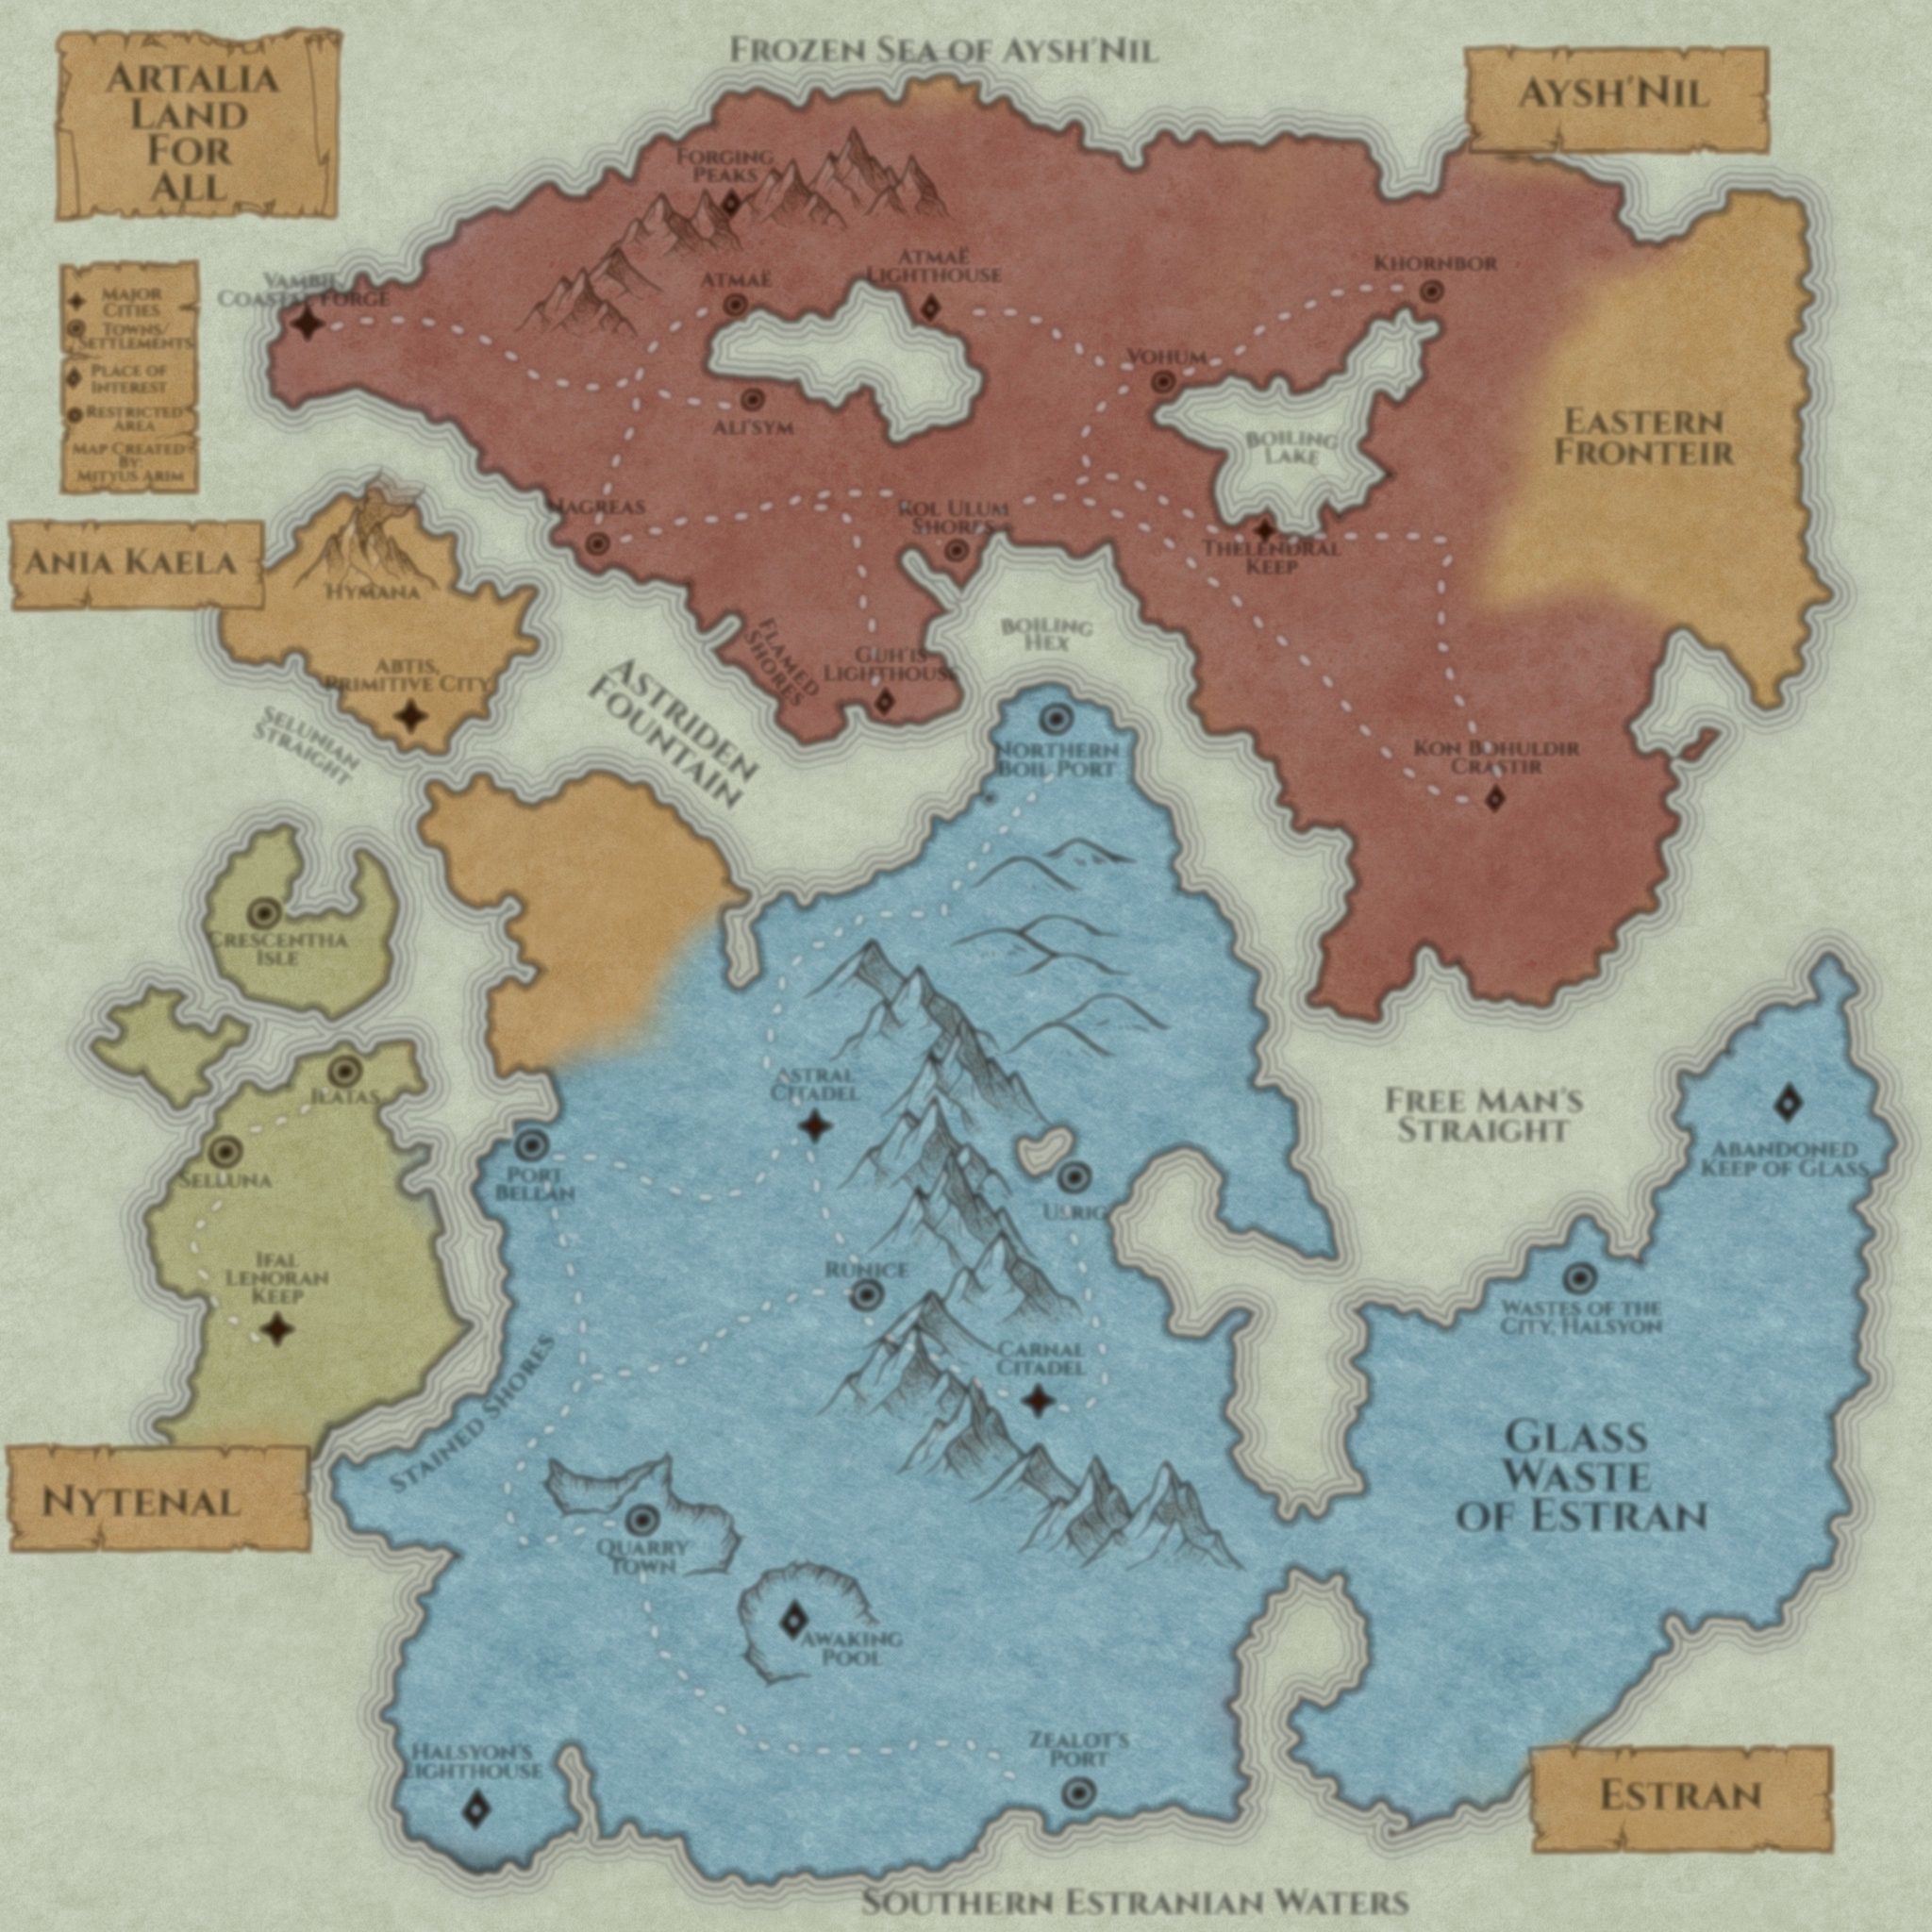 Frozen Sea of Aysh'Nil
Artalia
Land
For
All
Aysh'Nil
Major
Cities
Towns/
Settlements
Place of
Interest
Restricted
Area
Map Created
By:
Mityus Arim
Forging
Peaks
Vambil,
Coastal Forge
Atmaë
Atmaë
Lighthouse
Khornbor
Vohum
Ali'sym
Boiling
Lake
Eastern
Fronteir
Nagreas
Kol Ulum
Shores
Thelendral
Keep
Ania Kaela
Hymana
Abtis,
Primitive City
Sellunian
Straight
Astriden
Fountain
Flamed
Shores
Guh'is
Lighthouse
Boiling
Hex
Northern
Boil Port
Kon Bohuldir
Crastir
Crescentha
Isle
Ilatas
Selluna
Ifal
Lenoran
Keep
Astral
Citadel
Port
Bellan
Usrig
Free Man's
Straight
Abandoned
Keep of Glass
Runice
Wastes of the
City, Halsyon
Carnal
Citadel
Stained Shores
Glass
Waste
of Estran
Nytenal
Quarry
Town
Awaking
Pool
Halsyon's
Lighthouse
Zealot's
Port
Estran
Southern Estranian Waters